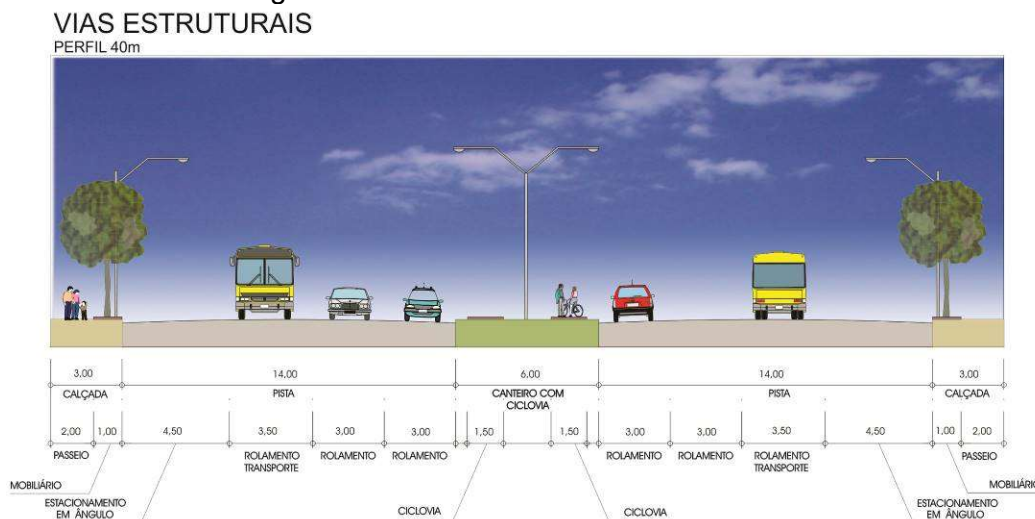 VIAS ESTRUTURAIS
PERFIL 40m
3,00 14,00 6,00 14,00 3,00
CALÇADA PISTA CANTEIRO COM CICLOVIA PISTA CALÇADA
2,00 1,00 4,50 3,50 3,00 3,00 1,50 1,50 3,00 3,00 3,50 4,50 1,00 2,00
PASSEIO ROLAMENTO TRANSPORTE ROLAMENTO ROLAMENTO ROLAMENTO ROLAMENTO ROLAMENTO TRANSPORTE PASSEIO
MOBILIÁRIO MOBILIÁRIO
ESTACIONAMENTO EM ÂNGULO CICLOVIA CICLOVIA ESTACIONAMENTO EM ÂNGULO